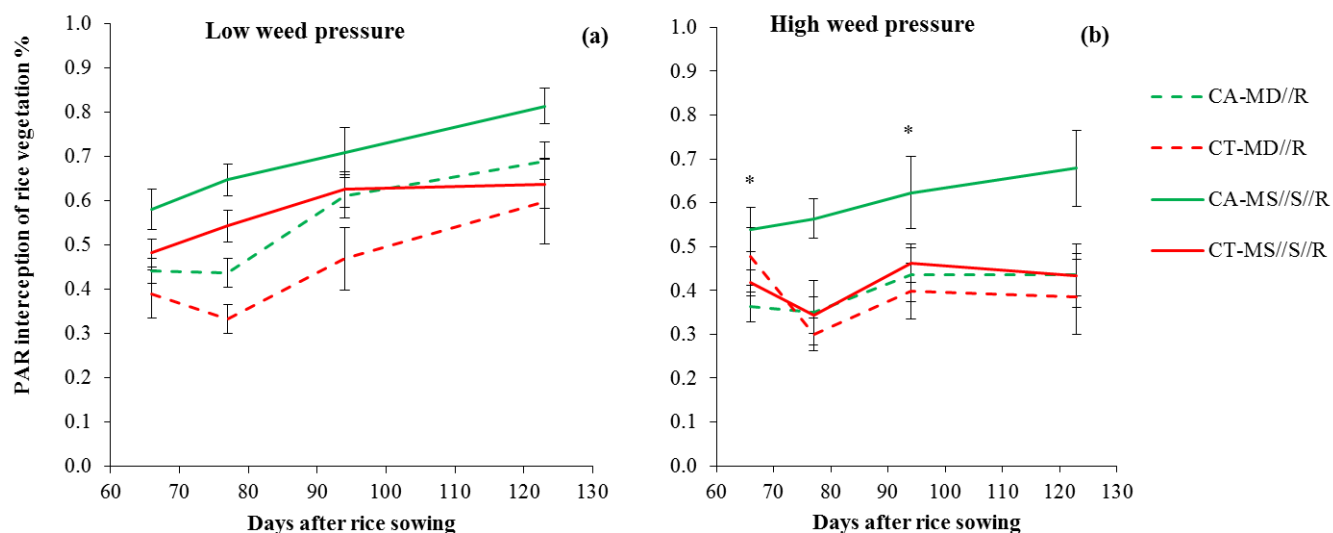 PAR interception of rice vegetation %
Low weed pressure
(a)
1.0
0.9
0.8
0.7
0.6
0.5
0.4
0.3
0.2
0.1
0.0
60 70 80 90 100 110 120 130
Days after rice sowing
High weed pressure
(b)
1.0
0.9
0.8
0.7
0.6
0.5
0.4
0.3
0.2
0.1
0.0
*
*
60 70 80 90 100 110 120 130
Days after rice sowing
CA-MD//R
CT-MD//R
CA-MS//S//R
CT-MS//S//R